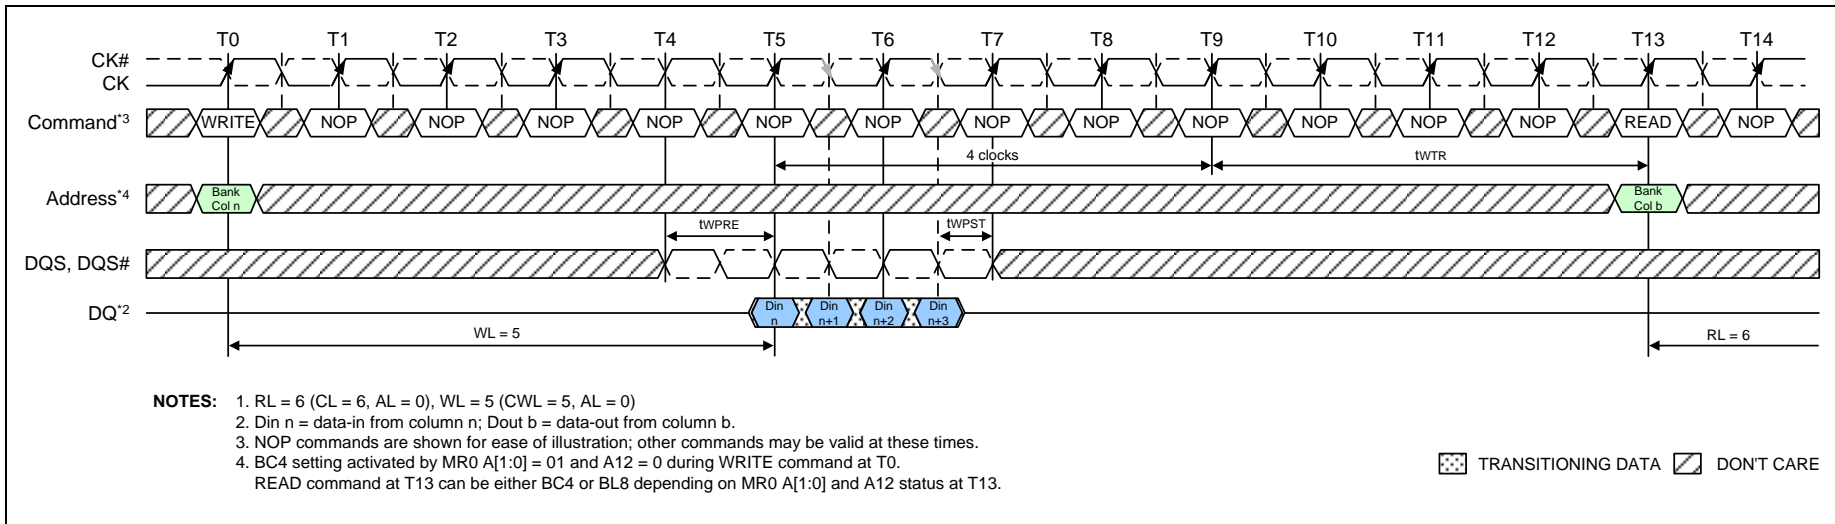 T0 T1 T2 T3 T4 T5 T6 T7 T8 T9 T10 T11 T12 T13 T14
CK#
CK
Command*3 WRITE NOP NOP NOP NOP NOP NOP NOP NOP NOP NOP NOP NOP READ NOP
4 clocks tWTR
Address*4 Bank Bank
Col n Col b
tWPRE tWPST
DQS, DQS#
DQ*2 Din Din Din Din
n n+1 n+2 n+3
WL = 5 RL = 6
NOTES: 1. RL = 6 (CL = 6, AL = 0), WL = 5 (CWL = 5, AL = 0)
2. Din n = data-in from column n; Dout b = data-out from column b.
3. NOP commands are shown for ease of illustration; other commands may be valid at these times.
4. BC4 setting activated by MR0 A[1:0] = 01 and A12 = 0 during WRITE command at T0.
READ command at T13 can be either BC4 or BL8 depending on MR0 A[1:0] and A12 status at T13.
TRANSITIONING DATA DON'T CARE